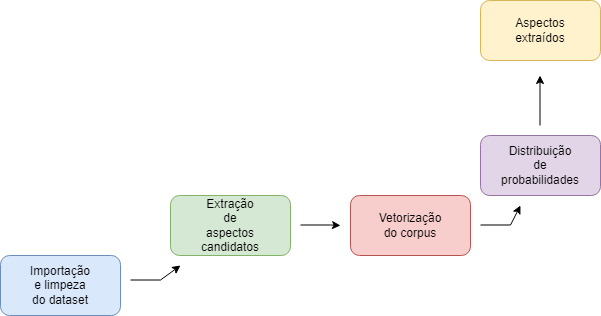 Aspectos
extraídos
Distribuição
de
probabilidades
Extração
de
aspectos
candidatos
Vetorização
do corpus
Importação
e limpeza
do dataset